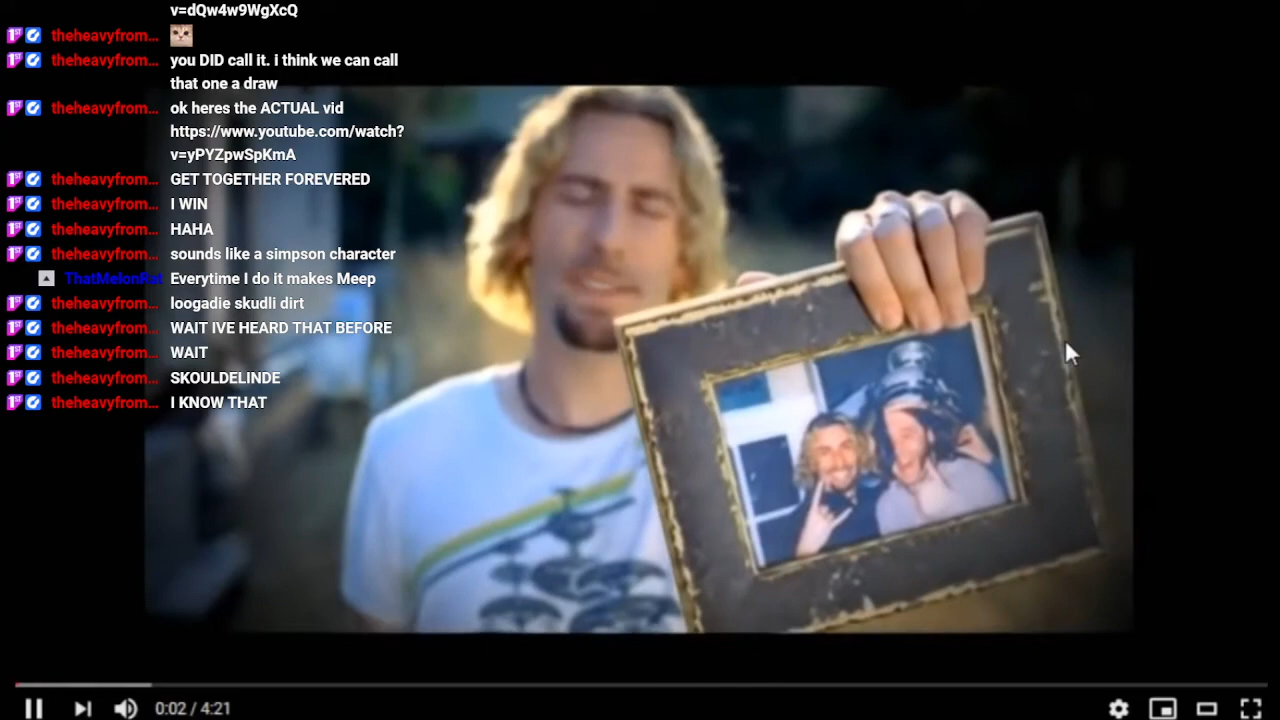 v=dQw4w9WgXcQ
theheavyfrom...
theheavyfrom... you DID call it. i think we can call
that one a draw
theheavyfrom... ok heres the ACTUAL vid
https://www.youtube.com/watch?
v=yPYZpwSpKmA
theheavyfrom... GET TOGETHER FOREVERED
theheavyfrom... I WIN
theheavyfrom... HAHA
theheavyfrom... sounds like a simpson character
ThatMelonRat Everytime I do it makes Meep
theheavyfrom... loogadie skudli dirt
theheavyfrom... WAIT IVE HEARD THAT BEFORE
theheavyfrom... WAIT
theheavyfrom... SKOULDELINDE
theheavyfrom... I KNOW THAT
0:02 / 4:21